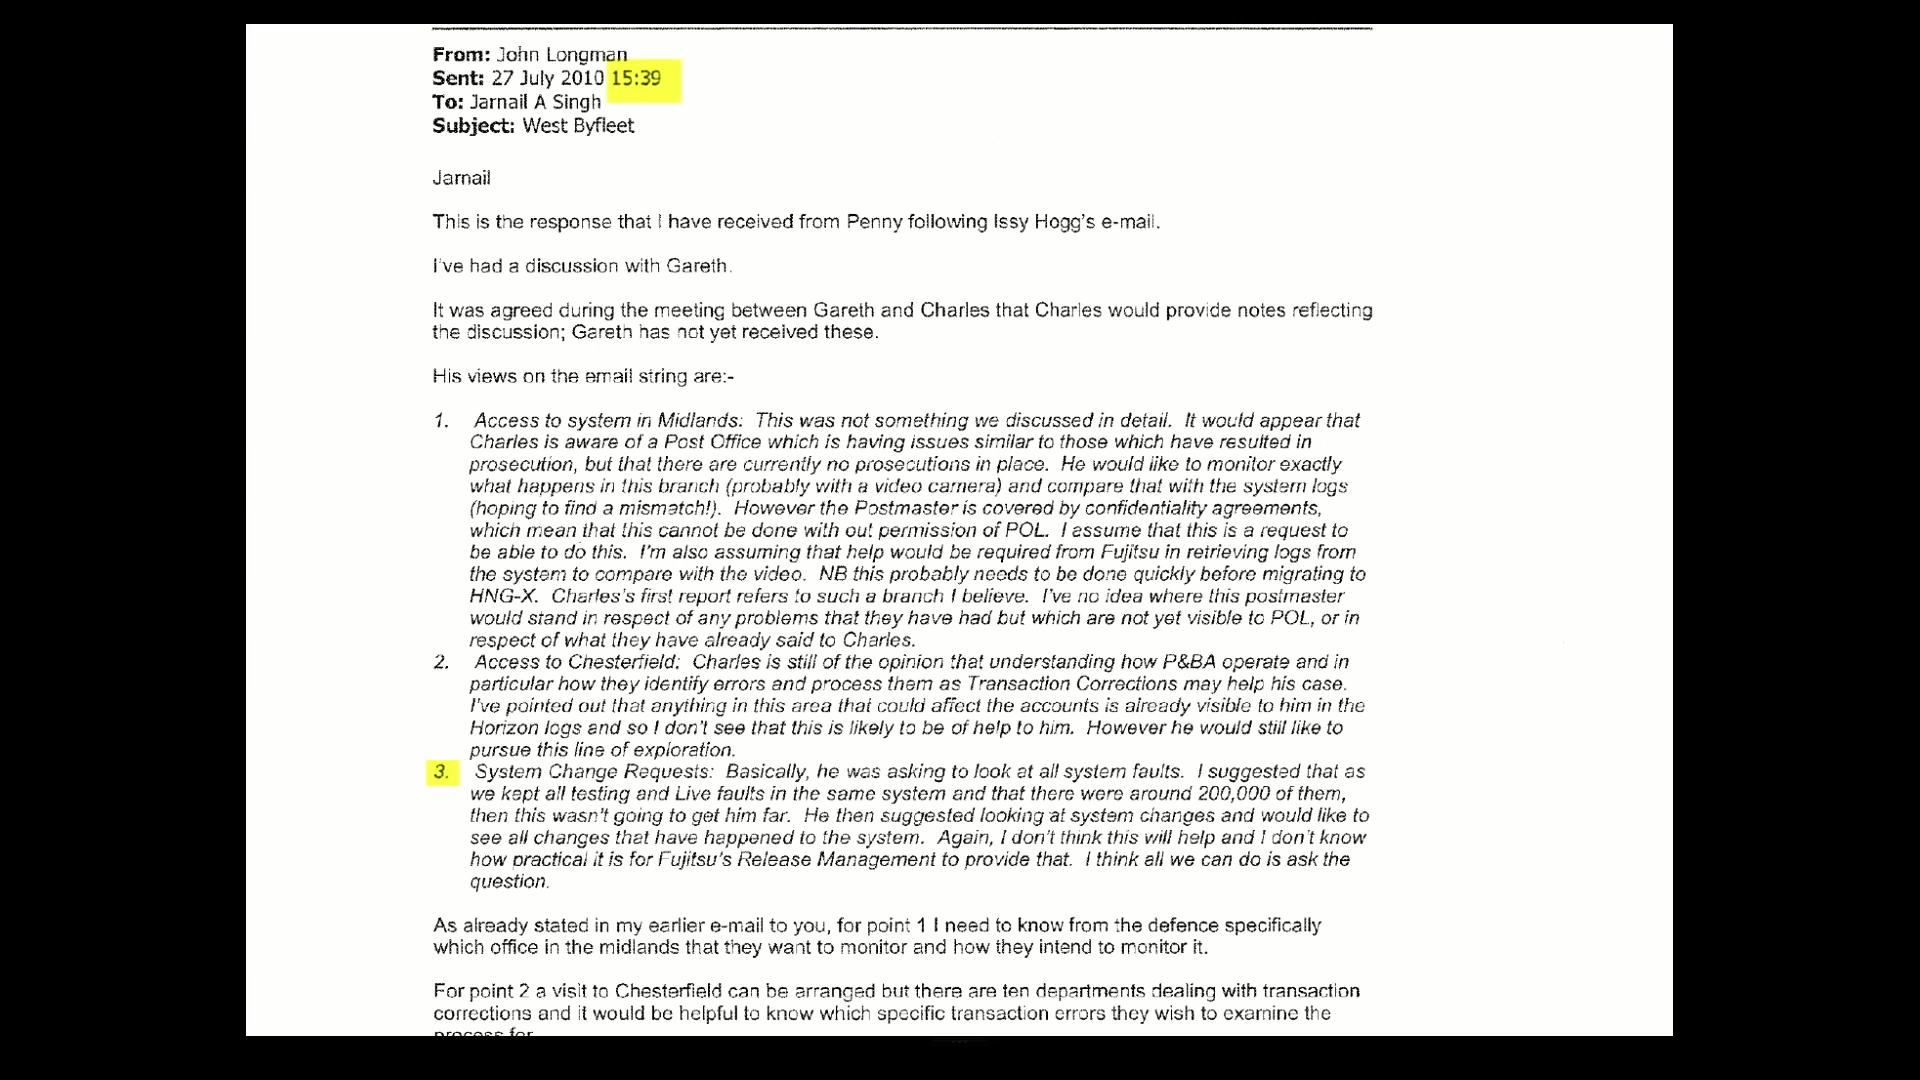 From: John Longman
Sent: 27 July 2010 15:39
To: Jarnail A Singh
Subject: West Byfleet
Jarnail
This is the response that I have received from Penny following Issy Hogg's e-mail.
I've had a discussion with Gareth.
It was agreed during the meeting between Gareth and Charles that Charles would provide notes reflecting
the discussion; Gareth has not yet received these.
His views on the email string are:-
1. Access to system in Midlands: This was not something we discussed in detail. It would appear that
Charles is aware of a Post Office which is having issues similar to those which have resulted in
prosecution, but that there are currently no prosecutions in place. He would like to monitor exactly
what happens in this branch (probably with a video camera) and compare that with the system logs
(hoping to find a mismatch!). However the Postmaster is covered by confidentiality agreements,
which mean that this cannot be done with out permission of POL. I assume that this is a request to
be able to do this. I'm also assuming that help would be required from Fujitsu in retrieving logs from
the system to compare with the video. NB this probably needs to be done quickly before migrating to
HNG-X. Charles's first report refers to such a branch I believe. I've no idea where this postmaster
would stand in respect of any problems that they have had but which are not yet visible to POL, or in
respect of what they have already said to Charles.
2. Access to Chesterfield: Charles is still of the opinion that understanding how P&BA operate and in
particular how they identify errors and process them as Transaction Corrections may help his case.
I've pointed out that anything in this area that could affect the accounts is already visible to him in the
Horizon logs and so I don't see that this is likely to be of help to him. However he would still like to
pursue this line of exploration.
3. System Change Requests: Basically, he was asking to look at all system faults. I suggested that as
we kept all testing and Live faults in the same system and that there were around 200,000 of them,
then this wasn't going to get him far. He then suggested looking at system changes and would like to
see all changes that have happened to the system. Again, I don't think this will help and I don't know
how practical it is for Fujitsu's Release Management to provide that. I think all we can do is ask the
question.
As already stated in my earlier e-mail to you, for point 1 I need to know from the defence specifically
which office in the midlands that they want to monitor and how they intend to monitor it.
For point 2 a visit to Chesterfield can be arranged but there are ten departments dealing with transaction
corrections and it would be helpful to know which specific transaction errors they wish to examine the
process for